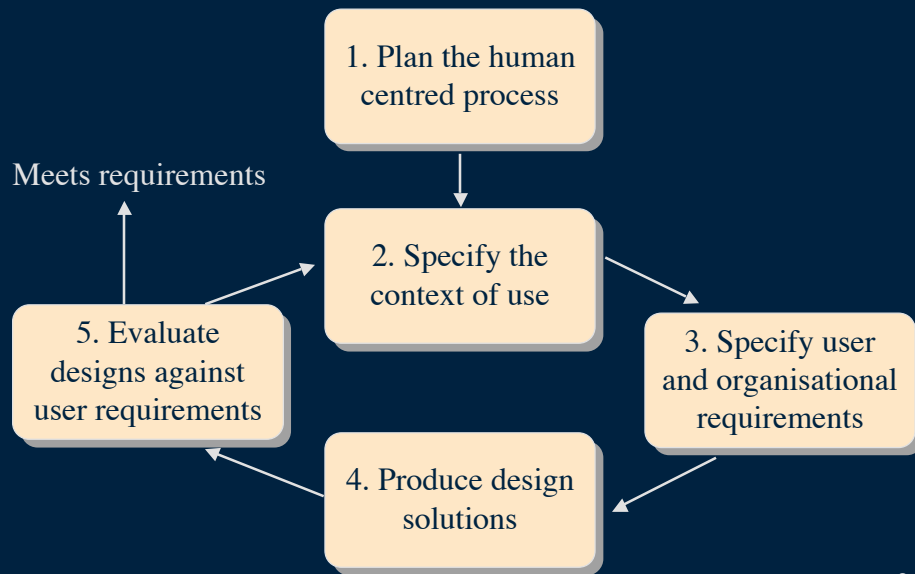 1. Plan the human
centred process
Meets requirements
2. Specify the
context of use
3. Specify user
and organisational
requirements
4. Produce design
solutions
5. Evaluate
designs against
user requirements